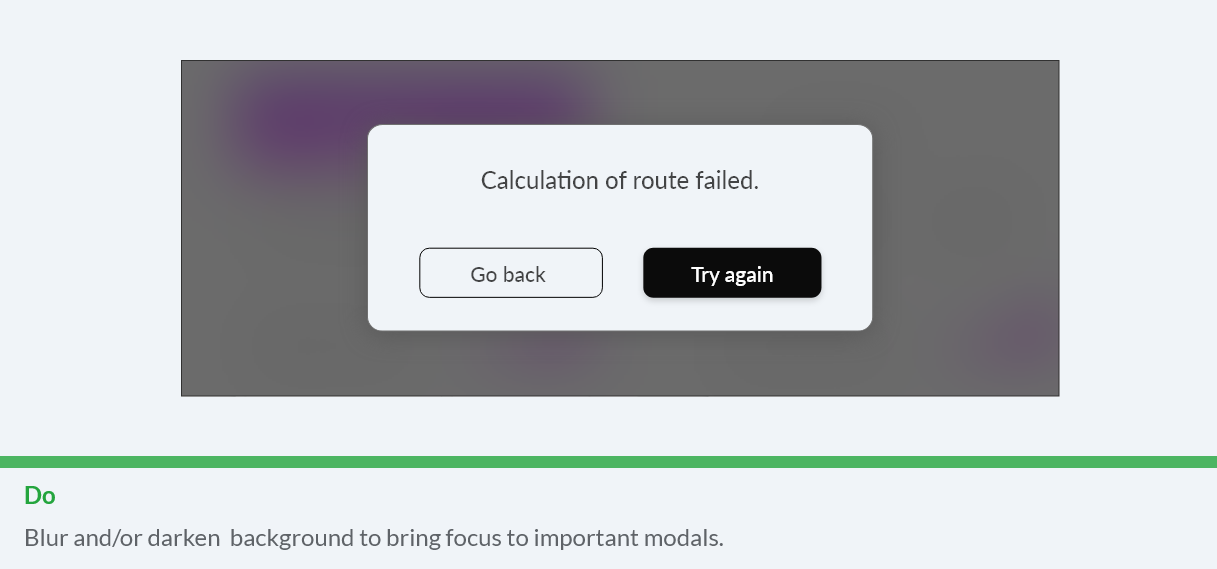 Calculation of route failed.
Go back
Try again
Do
Blur and/or darken  background to bring focus to important modals.